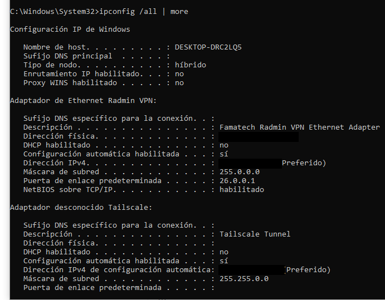 C:\Windows\System32>ipconfig /all | more
Configuración IP de Windows
Nombre de host. . . . . . . . . : DESKTOP-DRC2LQS
Sufijo DNS principal  . . . . . :
Tipo de nodo. . . . . . . . . . : híbrido
Enrutamiento IP habilitado. . . : no
Proxy WINS habilitado . . . . . : no
Adaptador de Ethernet Radmin VPN:
Sufijo DNS específico para la conexión. . :
Descripción . . . . . . . . . . . . . . . : Famatech Radmin VPN Ethernet Adapter
Dirección física. . . . . . . . . . . . . :
DHCP habilitado . . . . . . . . . . . . . : no
Configuración automática habilitada . . . : sí
Dirección IPv4. . . . . . . . . . . . . . : Preferido)
Máscara de subred . . . . . . . . . . . . : 255.0.0.0
Puerta de enlace predeterminada . . . . . : 26.0.0.1
NetBIOS sobre TCP/IP. . . . . . . . . . . : habilitado
Adaptador desconocido Tailscale:
Sufijo DNS específico para la conexión. . :
Descripción . . . . . . . . . . . . . . . : Tailscale Tunnel
Dirección física. . . . . . . . . . . . . :
DHCP habilitado . . . . . . . . . . . . . : no
Configuración automática habilitada . . . : sí
Dirección IPv4 de configuración automática: Preferido)
Máscara de subred . . . . . . . . . . . . : 255.255.0.0
Puerta de enlace predeterminada . . . . . :